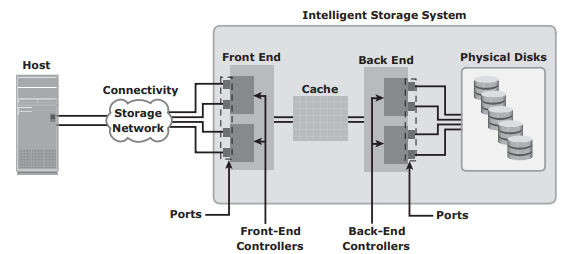 Intelligent Storage System
Host
Front End
Back End
Physical Disks
Connectivity
Cache
Storage
Network
Ports
Ports
Front-End
Controllers
Back-End
Controllers